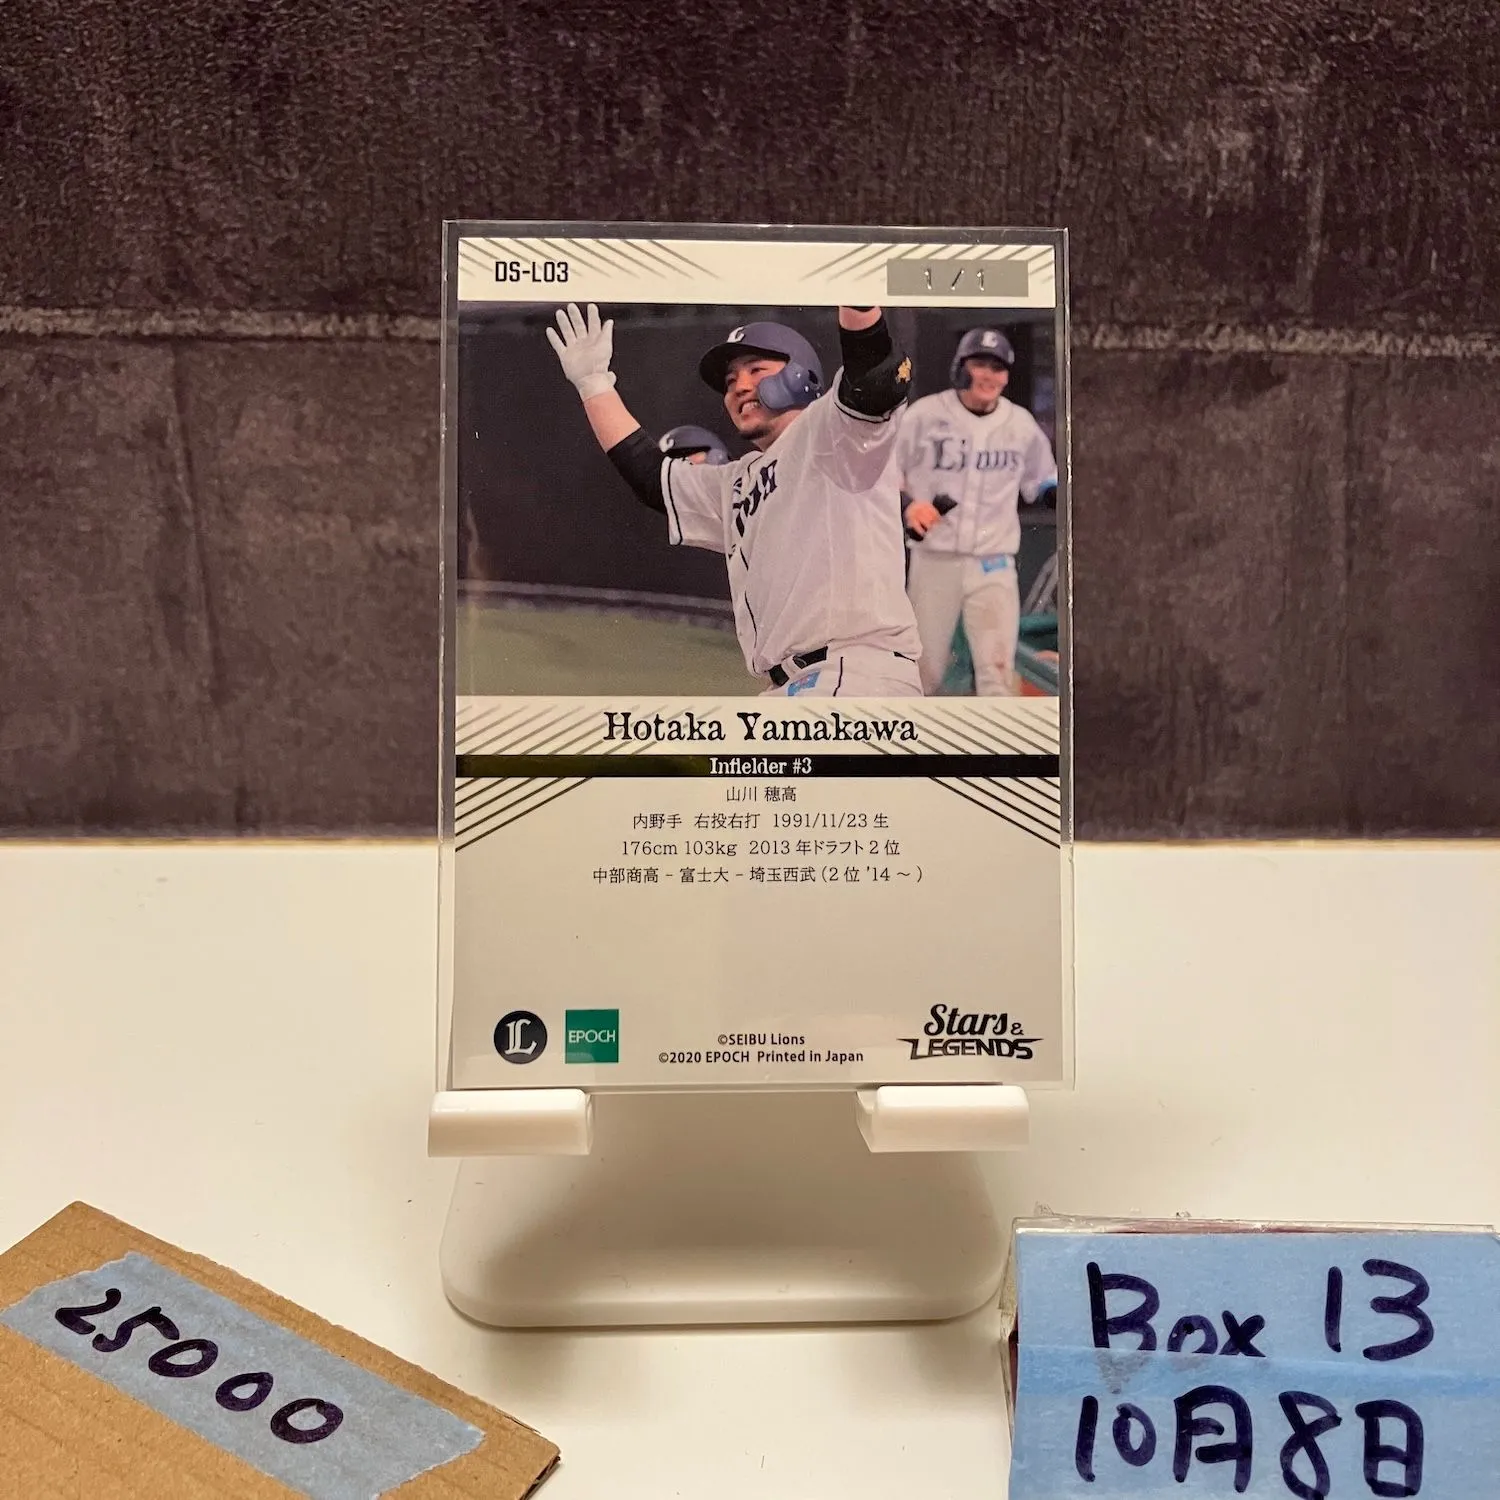 DS-L03
1/1
L
Lions
L
Hotaka Yamakawa
Infielder #3
山川 穂高
内野手 右投右打 1991/11/23 生
176cm 103kg 2013 年ドラフト 2 位
中部商高 - 富士大 - 埼玉西武 (2 位 '14 ~ )
L
EPOCH
©SEIBU Lions
©2020 EPOCH Printed in Japan
Stars &
LEGENDS
25000
Box 13
10月8日